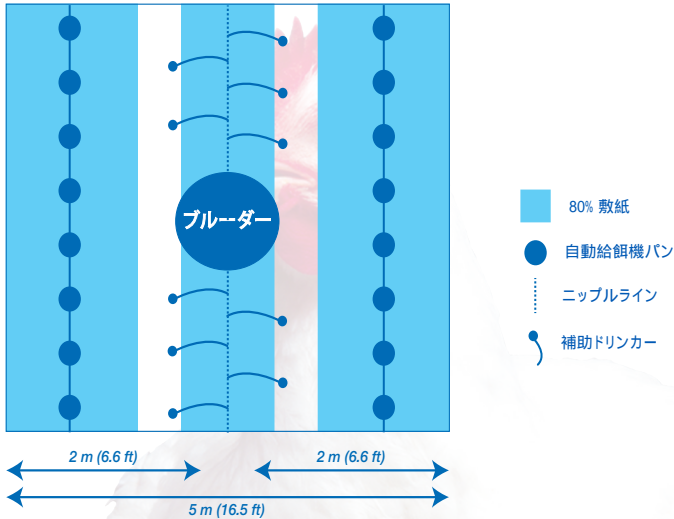 ブルーダー
80% 敷紙
自動給餌機パン
ニップルライン
補助ドリンカー
2 m (6.6 ft)
2 m (6.6 ft)
5 m (16.5 ft)